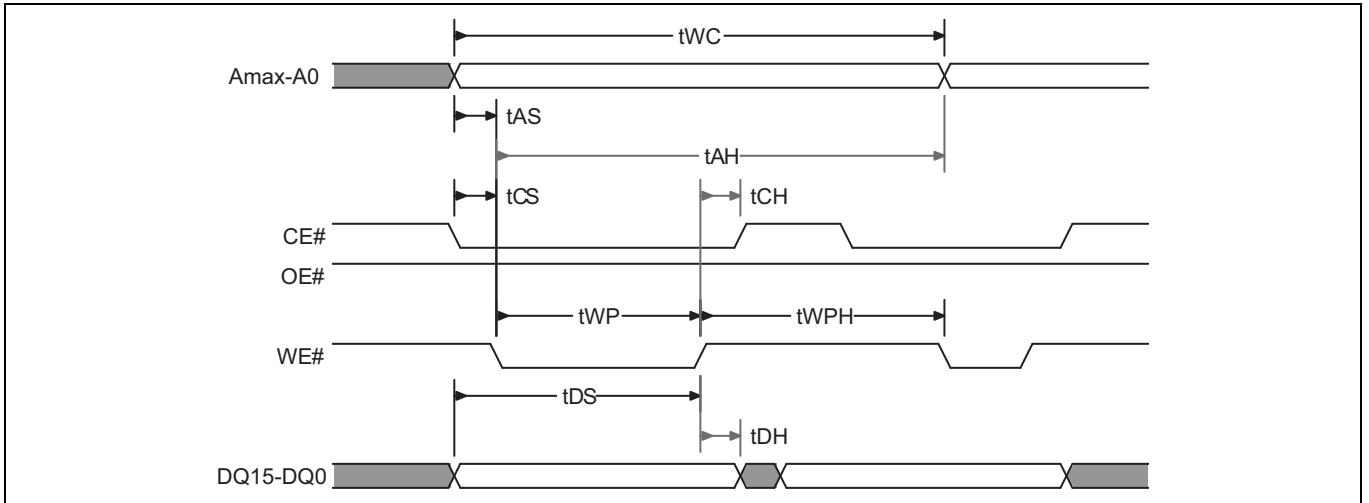 tWC
Amax-A0
tAS
tAH
tCS
tCH
CE#
OE#
tWP
tWPH
WE#
tDS
tDH
DQ15-DQ0